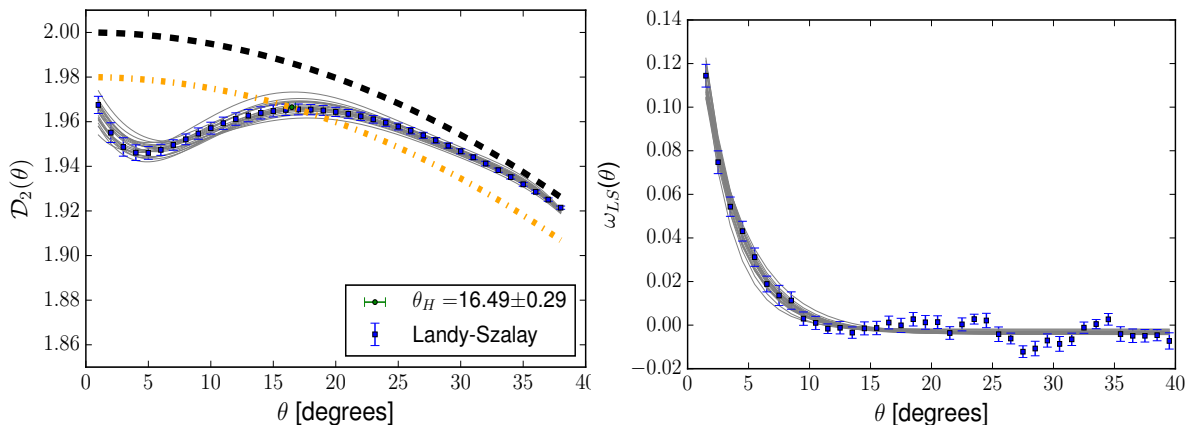 2.00
1.98
1.96
1.94
1.92
1.90
1.88
1.86
𝒟₂(θ)
θ_H =16.49±0.29
Landy-Szalay
0 5 10 15 20 25 30 35 40
θ [degrees]
0.14
0.12
0.10
0.08
0.06
0.04
0.02
0.00
−0.02
ω_LS(θ)
0 5 10 15 20 25 30 35 40
θ [degrees]